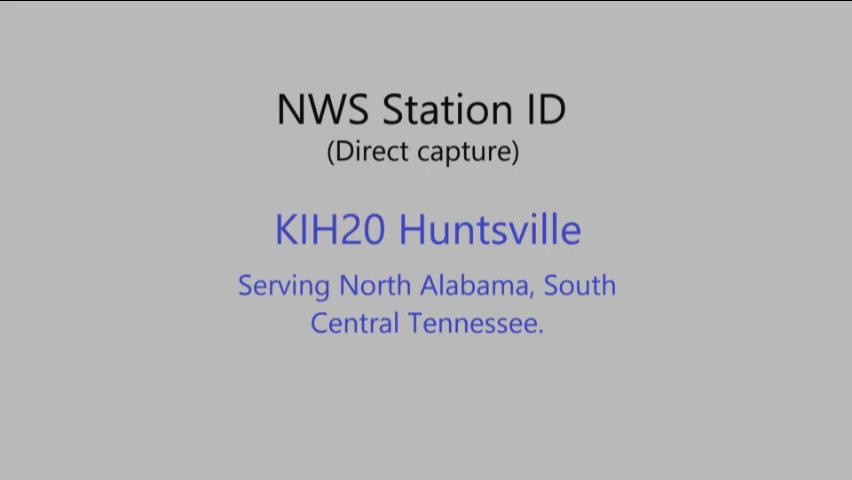 NWS Station ID
(Direct capture)
KIH20 Huntsville
Serving North Alabama, South
Central Tennessee.